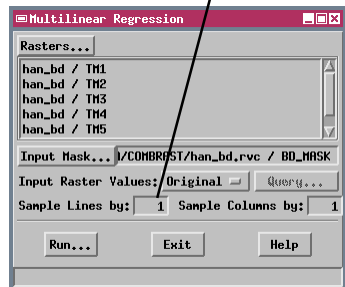 Multilinear Regression
Rasters...
han_bd / TM1
han_bd / TM2
han_bd / TM3
han_bd / TM4
han_bd / TM5
Input Mask... /COMBRAST/han_bd.rvc / BD_MASK
Input Raster Values: Original Query...
Sample Lines by: 1 Sample Columns by: 1
Run... Exit Help